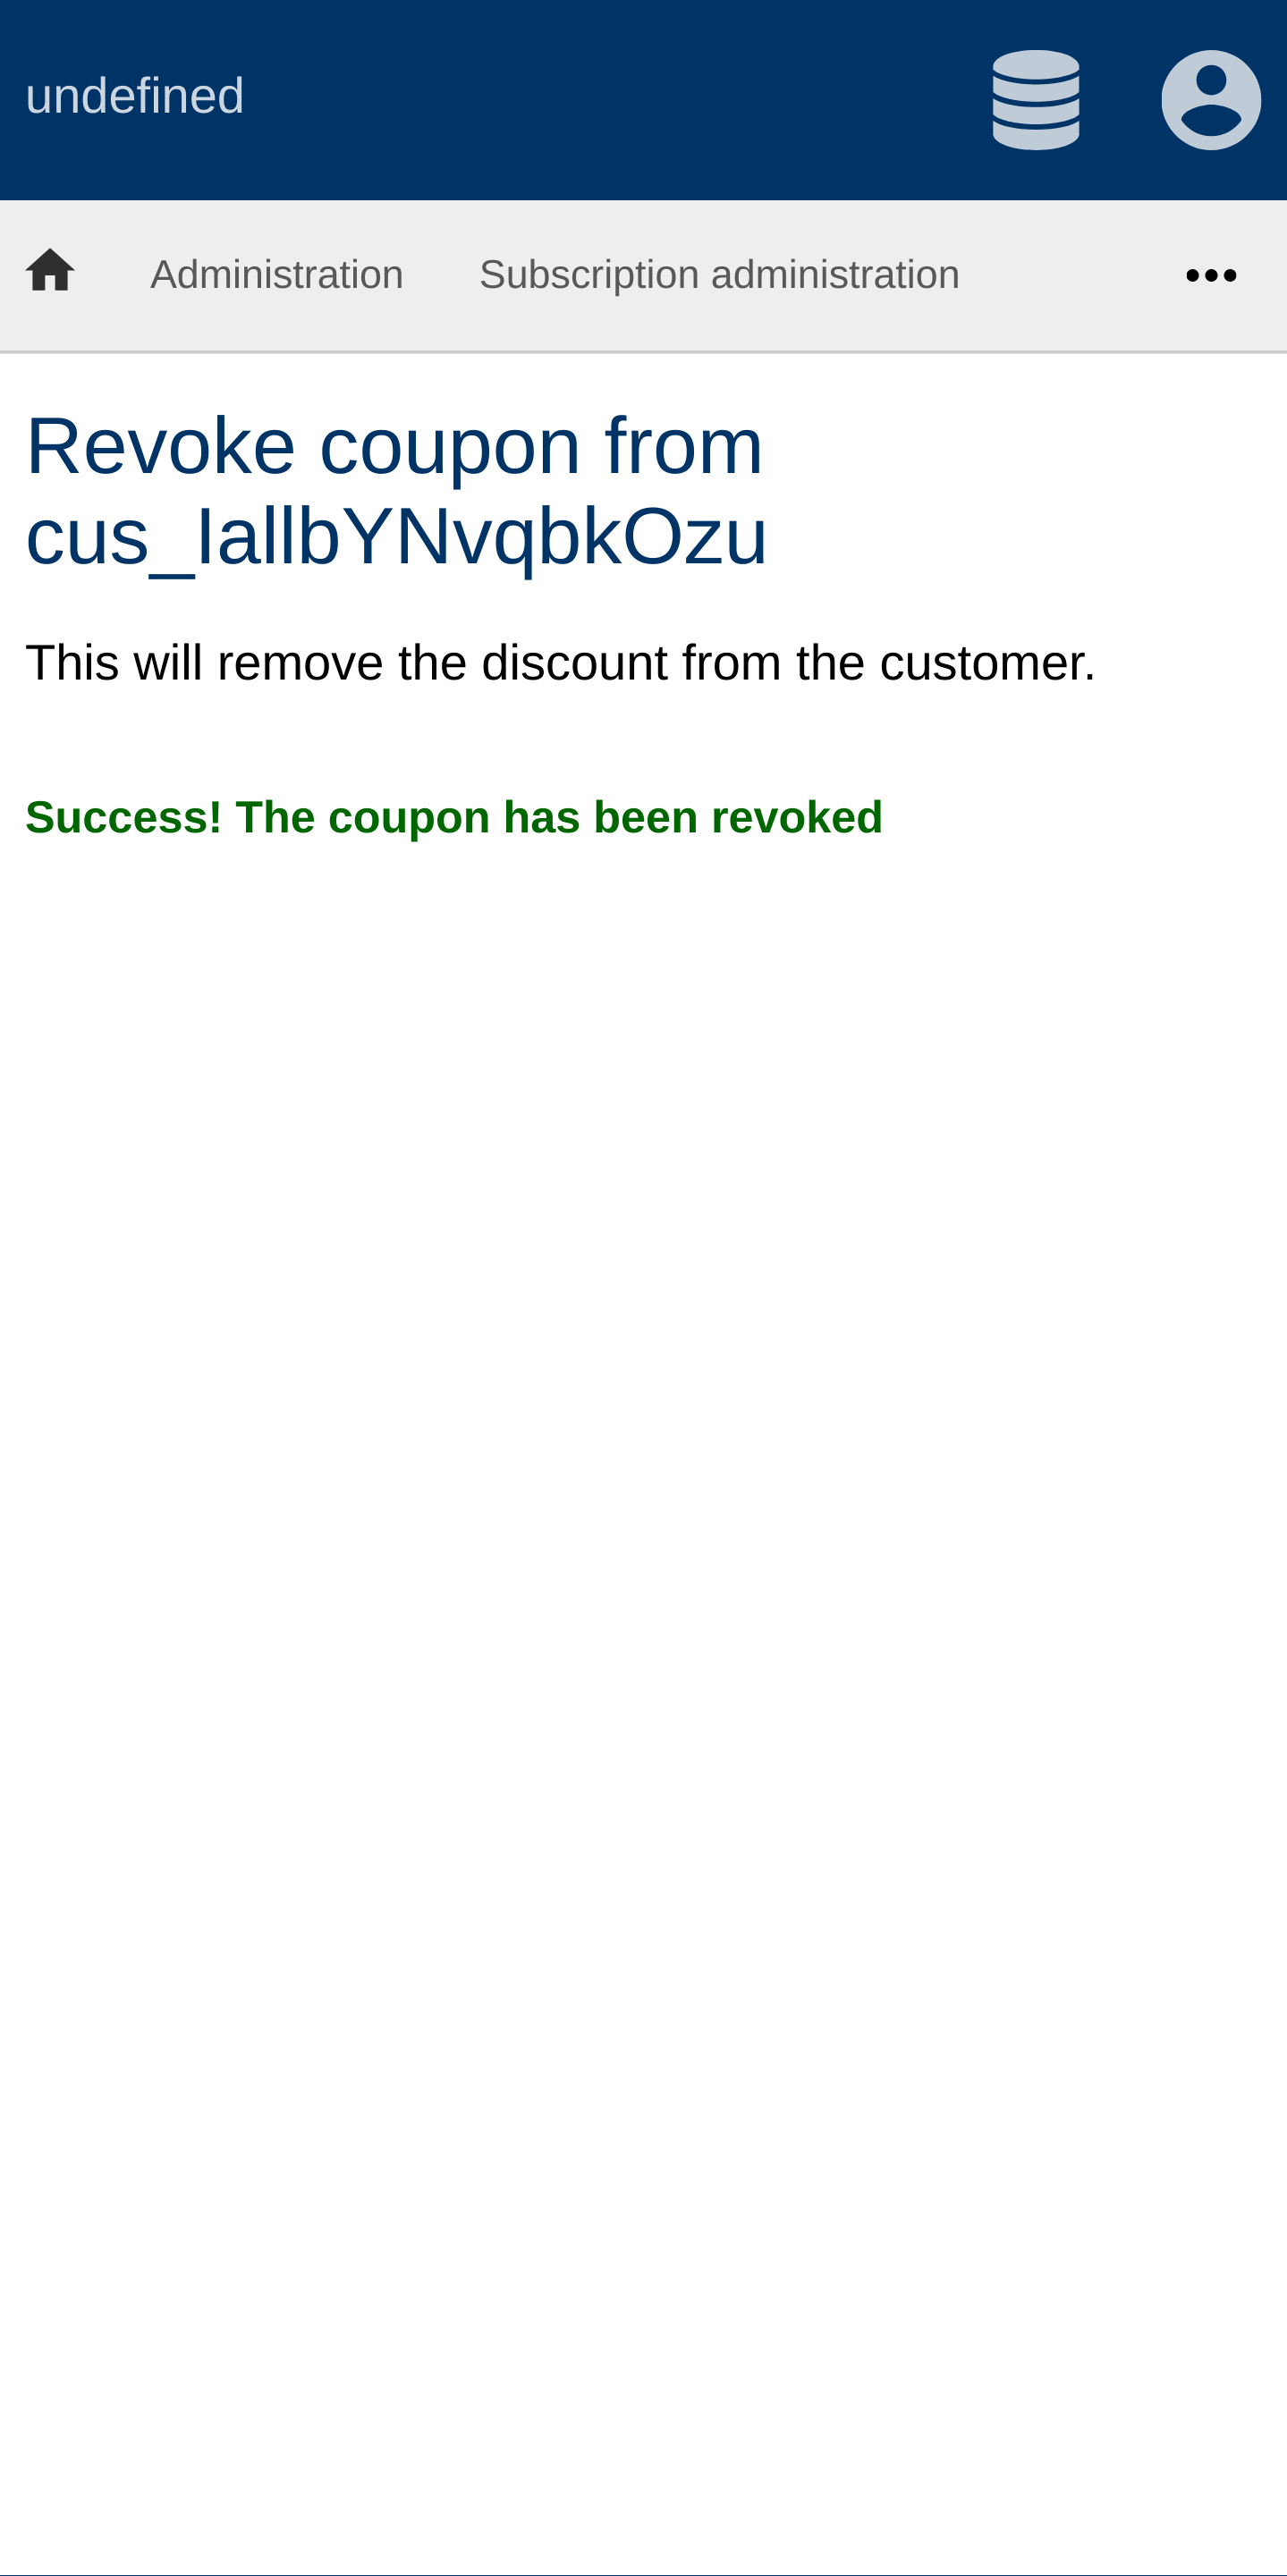 undefined
Administration Subscription administration
Revoke coupon from
cus_IallbYNvqbkOzu
This will remove the discount from the customer.
Success! The coupon has been revoked